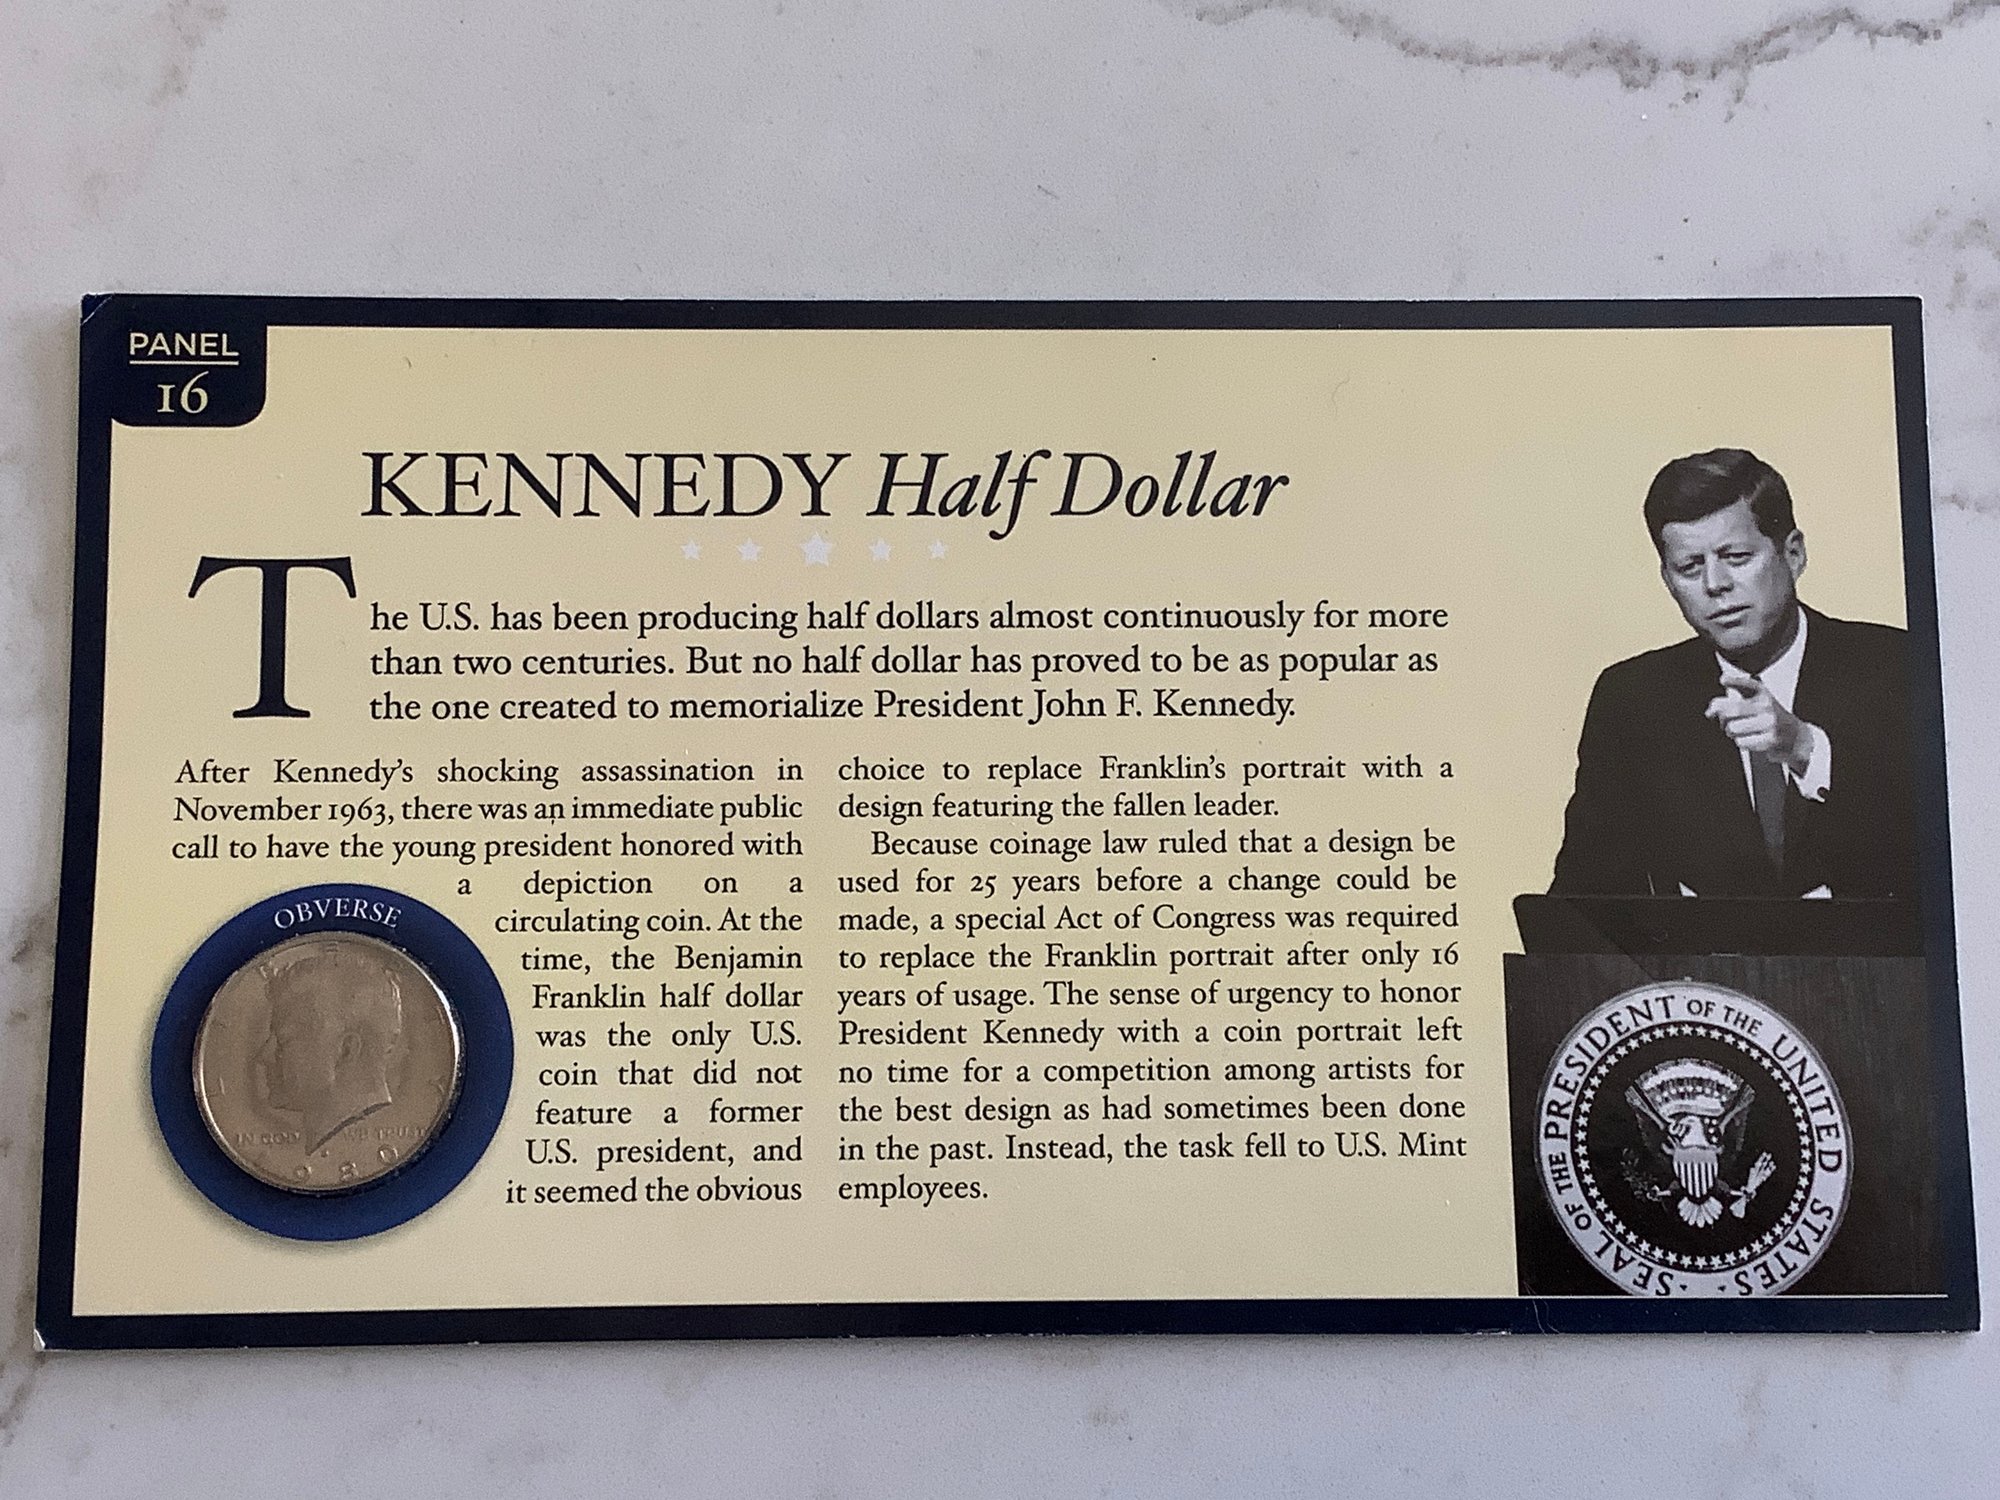 PANEL
16
KENNEDY Half Dollar
The U.S. has been producing half dollars almost continuously for more
than two centuries. But no half dollar has proved to be as popular as
the one created to memorialize President John F. Kennedy.
After Kennedy's shocking assassination in
November 1963, there was an immediate public
call to have the young president honored with
a depiction on a
circulating coin. At the
time, the Benjamin
Franklin half dollar
was the only U.S.
coin that did not
feature a former
U.S. president, and
it seemed the obvious
choice to replace Franklin's portrait with a
design featuring the fallen leader.
Because coinage law ruled that a design be
used for 25 years before a change could be
made, a special Act of Congress was required
to replace the Franklin portrait after only 16
years of usage. The sense of urgency to honor
President Kennedy with a coin portrait left
no time for a competition among artists for
the best design as had sometimes been done
in the past. Instead, the task fell to U.S. Mint
employees.
OBVERSE
IN GOD WE TRUST
1980
SEAL OF THE PRESIDENT OF THE UNITED STATES